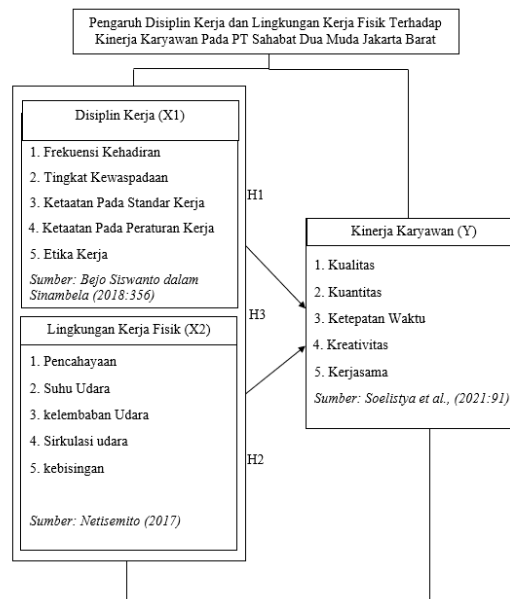 Pengaruh Disiplin Kerja dan Lingkungan Kerja Fisik Terhadap
Kinerja Karyawan Pada PT Sahabat Dua Muda Jakarta Barat
Disiplin Kerja (X1)
1. Frekuensi Kehadiran
2. Tingkat Kewaspadaan
3. Ketaatan Pada Standar Kerja
4. Ketaatan Pada Peraturan Kerja
5. Etika Kerja
Sumber: Bejo Siswanto dalam
Sinambela (2018:356)
Lingkungan Kerja Fisik (X2)
1. Pencahayaan
2. Suhu Udara
3. kelembaban Udara
4. Sirkulasi udara
5. kebisingan
Sumber: Netisemito (2017)
H1
H3
H2
Kinerja Karyawan (Y)
1. Kualitas
2. Kuantitas
3. Ketepatan Waktu
4. Kreativitas
5. Kerjasama
Sumber: Soelistya et al., (2021:91)